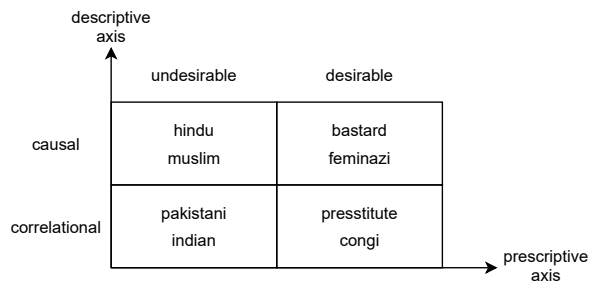 descriptive
axis
undesirable desirable
causal
hindu
muslim
bastard
feminazi
correlational
pakistani
indian
presstitute
congi
prescriptive
axis